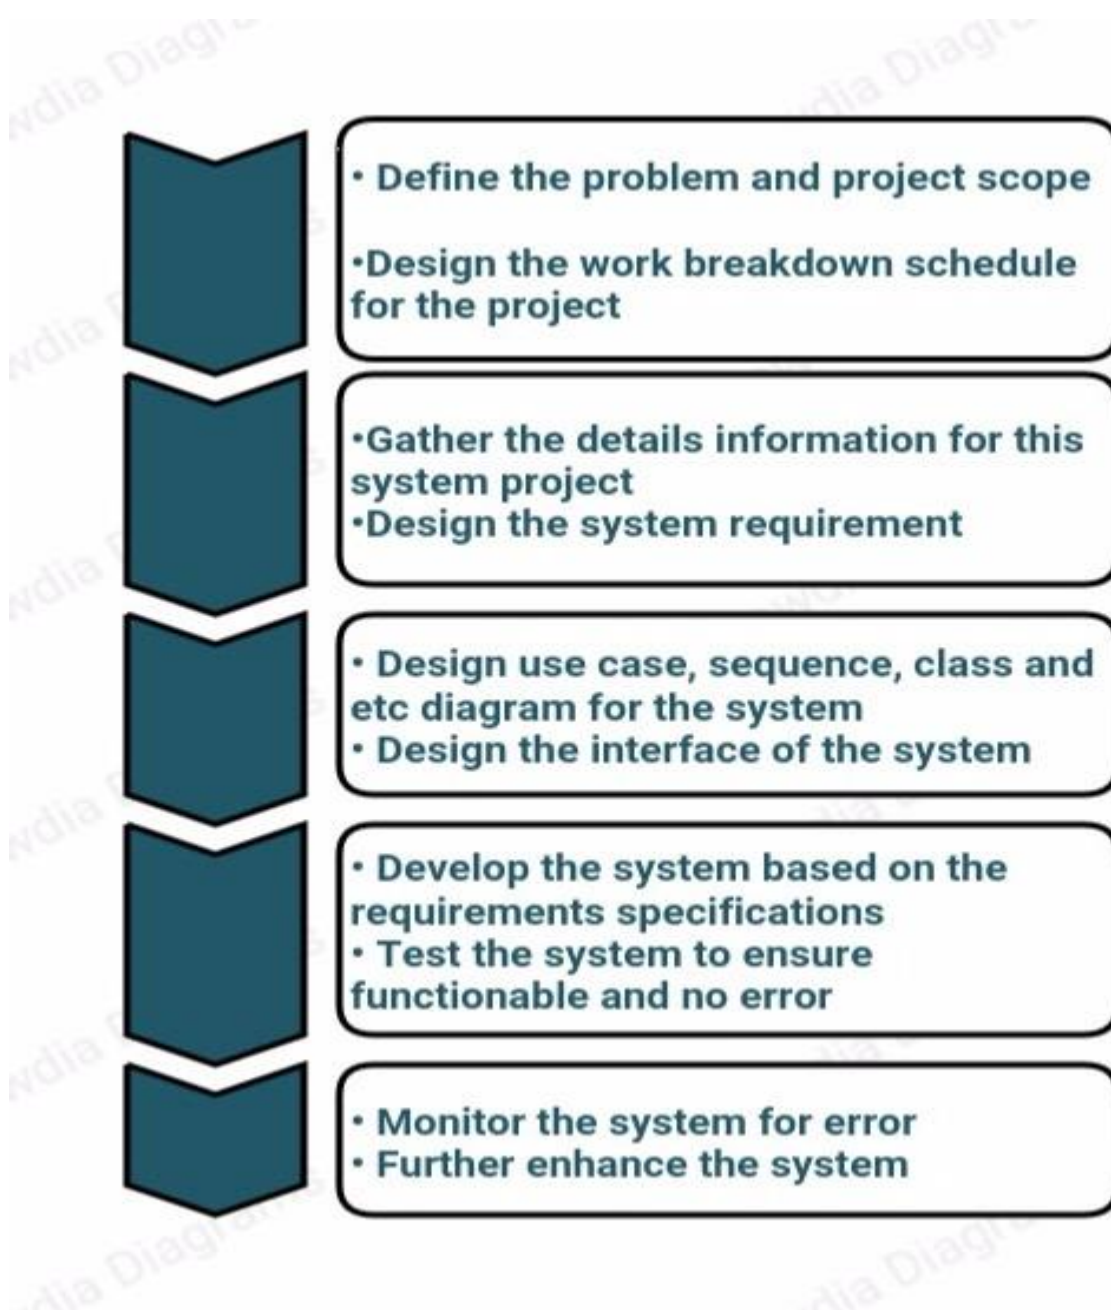 • Define the problem and project scope
•Design the work breakdown schedule
for the project
•Gather the details information for this
system project
•Design the system requirement
• Design use case, sequence, class and
etc diagram for the system
• Design the interface of the system
• Develop the system based on the
requirements specifications
• Test the system to ensure
functionable and no error
• Monitor the system for error
• Further enhance the system